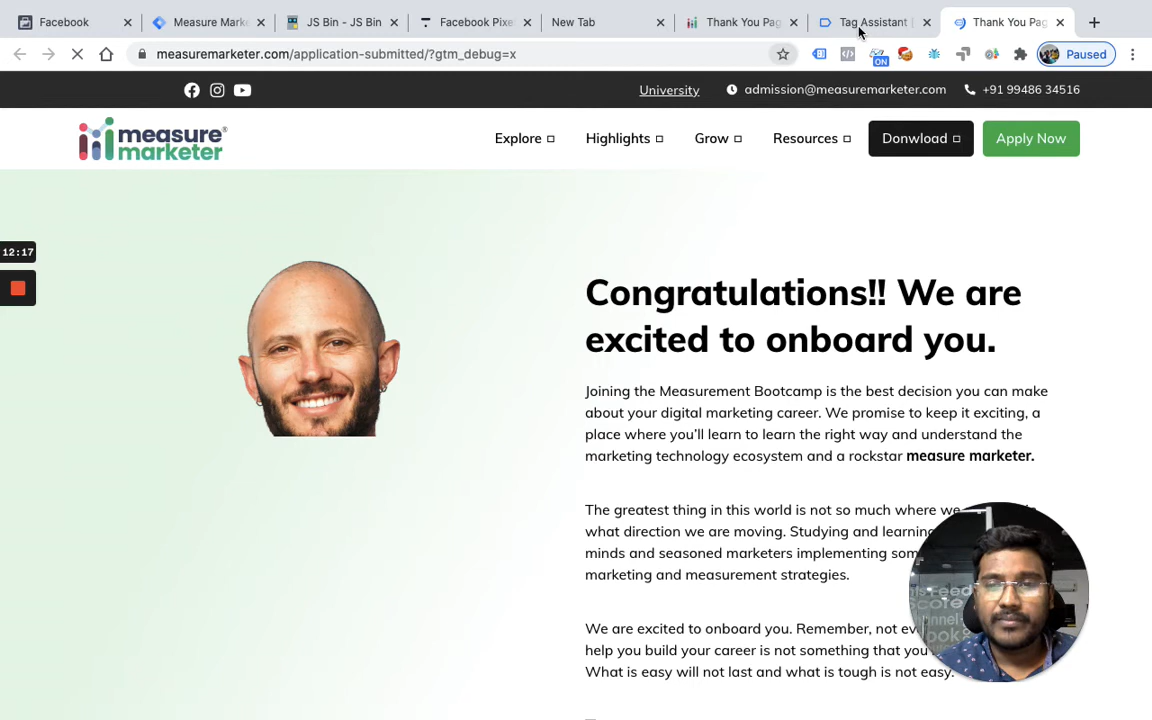 Facebook
Measure Mark
JS Bin - JS Bin
Facebook Pixe
New Tab
Thank You Pag
Tag Assistant
Thank You Pag
measuremarketer.com/application-submitted/?gtm_debug=x
ON
Paused
University
admission@measuremarketer.com
+91 99486 34516
measure
marketer
Explore
Highlights
Grow
Resources
Donwload
Apply Now
12:17
Congratulations!! We are
excited to onboard you.
Joining the Measurement Bootcamp is the best decision you can make
about your digital marketing career. We promise to keep it exciting, a
place where you'll learn to learn the right way and understand the
marketing technology ecosystem and a rockstar measure marketer.
The greatest thing in this world is not so much where we
what direction we are moving. Studying and learning
minds and seasoned marketers implementing som
marketing and measurement strategies.
We are excited to onboard you. Remember, not ev
help you build your career is not something that you
What is easy will not last and what is tough is not easy.